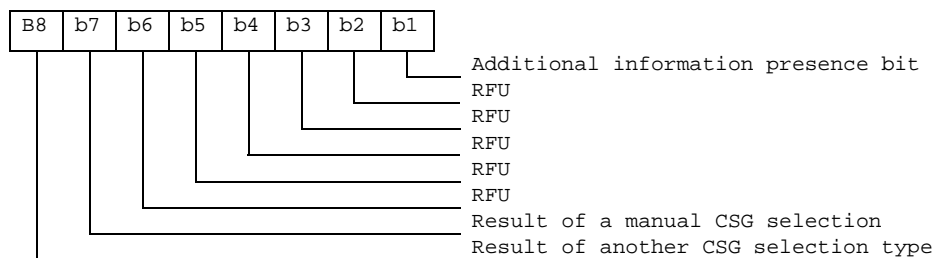 B8 b7 b6 b5 b4 b3 b2 b1
Additional information presence bit
RFU
RFU
RFU
RFU
RFU
Result of a manual CSG selection
Result of another CSG selection type